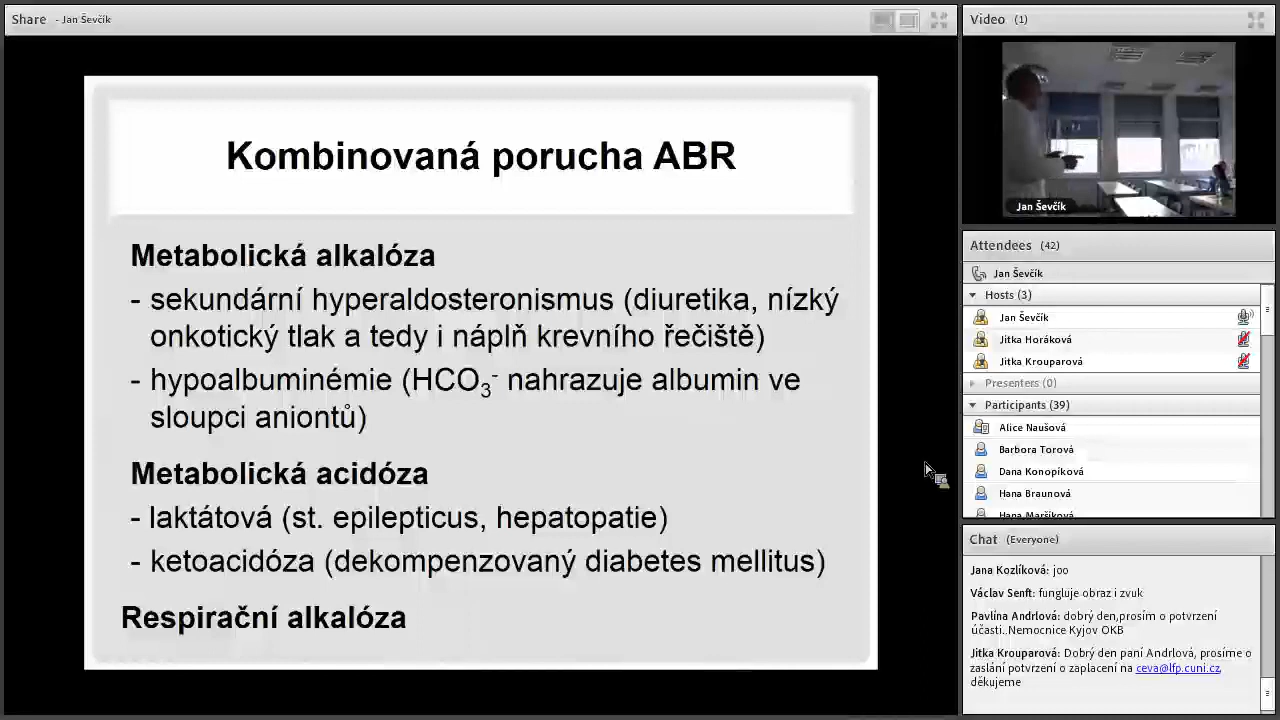 Share - Jan Ševčík
Kombinovaná porucha ABR
Metabolická alkalóza
- sekundární hyperaldosteronismus (diuretika, nízký
onkotický tlak a tedy i náplň krevního řečiště)
- hypoalbuminémie (HCO3- nahrazuje albumin ve
sloupci aniontů)
Metabolická acidóza
- laktátová (st. epilepticus, hepatopatie)
- ketoacidóza (dekompenzovaný diabetes mellitus)
Respirační alkalóza
Video (1)
Jan Ševčík
Attendees (42)
Jan Ševčík
Hosts (3)
Jan Ševčík
Jitka Horáková
Jitka Krouparová
Presenters (0)
Participants (39)
Alice Naušová
Barbora Torová
Dana Konopíková
Hana Braunová
Hana Maršíková
Chat (Everyone)
Jana Kozlíková: joo
Václav Senft: fungluje obraz i zvuk
Pavlína Andrlová: dobrý den,prosím o potvrzení
účasti..Nemocnice Kyjov OKB
Jitka Krouparová: Dobrý den paní Andrlová, prosíme o
zaslání potvrzení o zaplacení na ceva@lfp.cuni.cz,
děkujeme